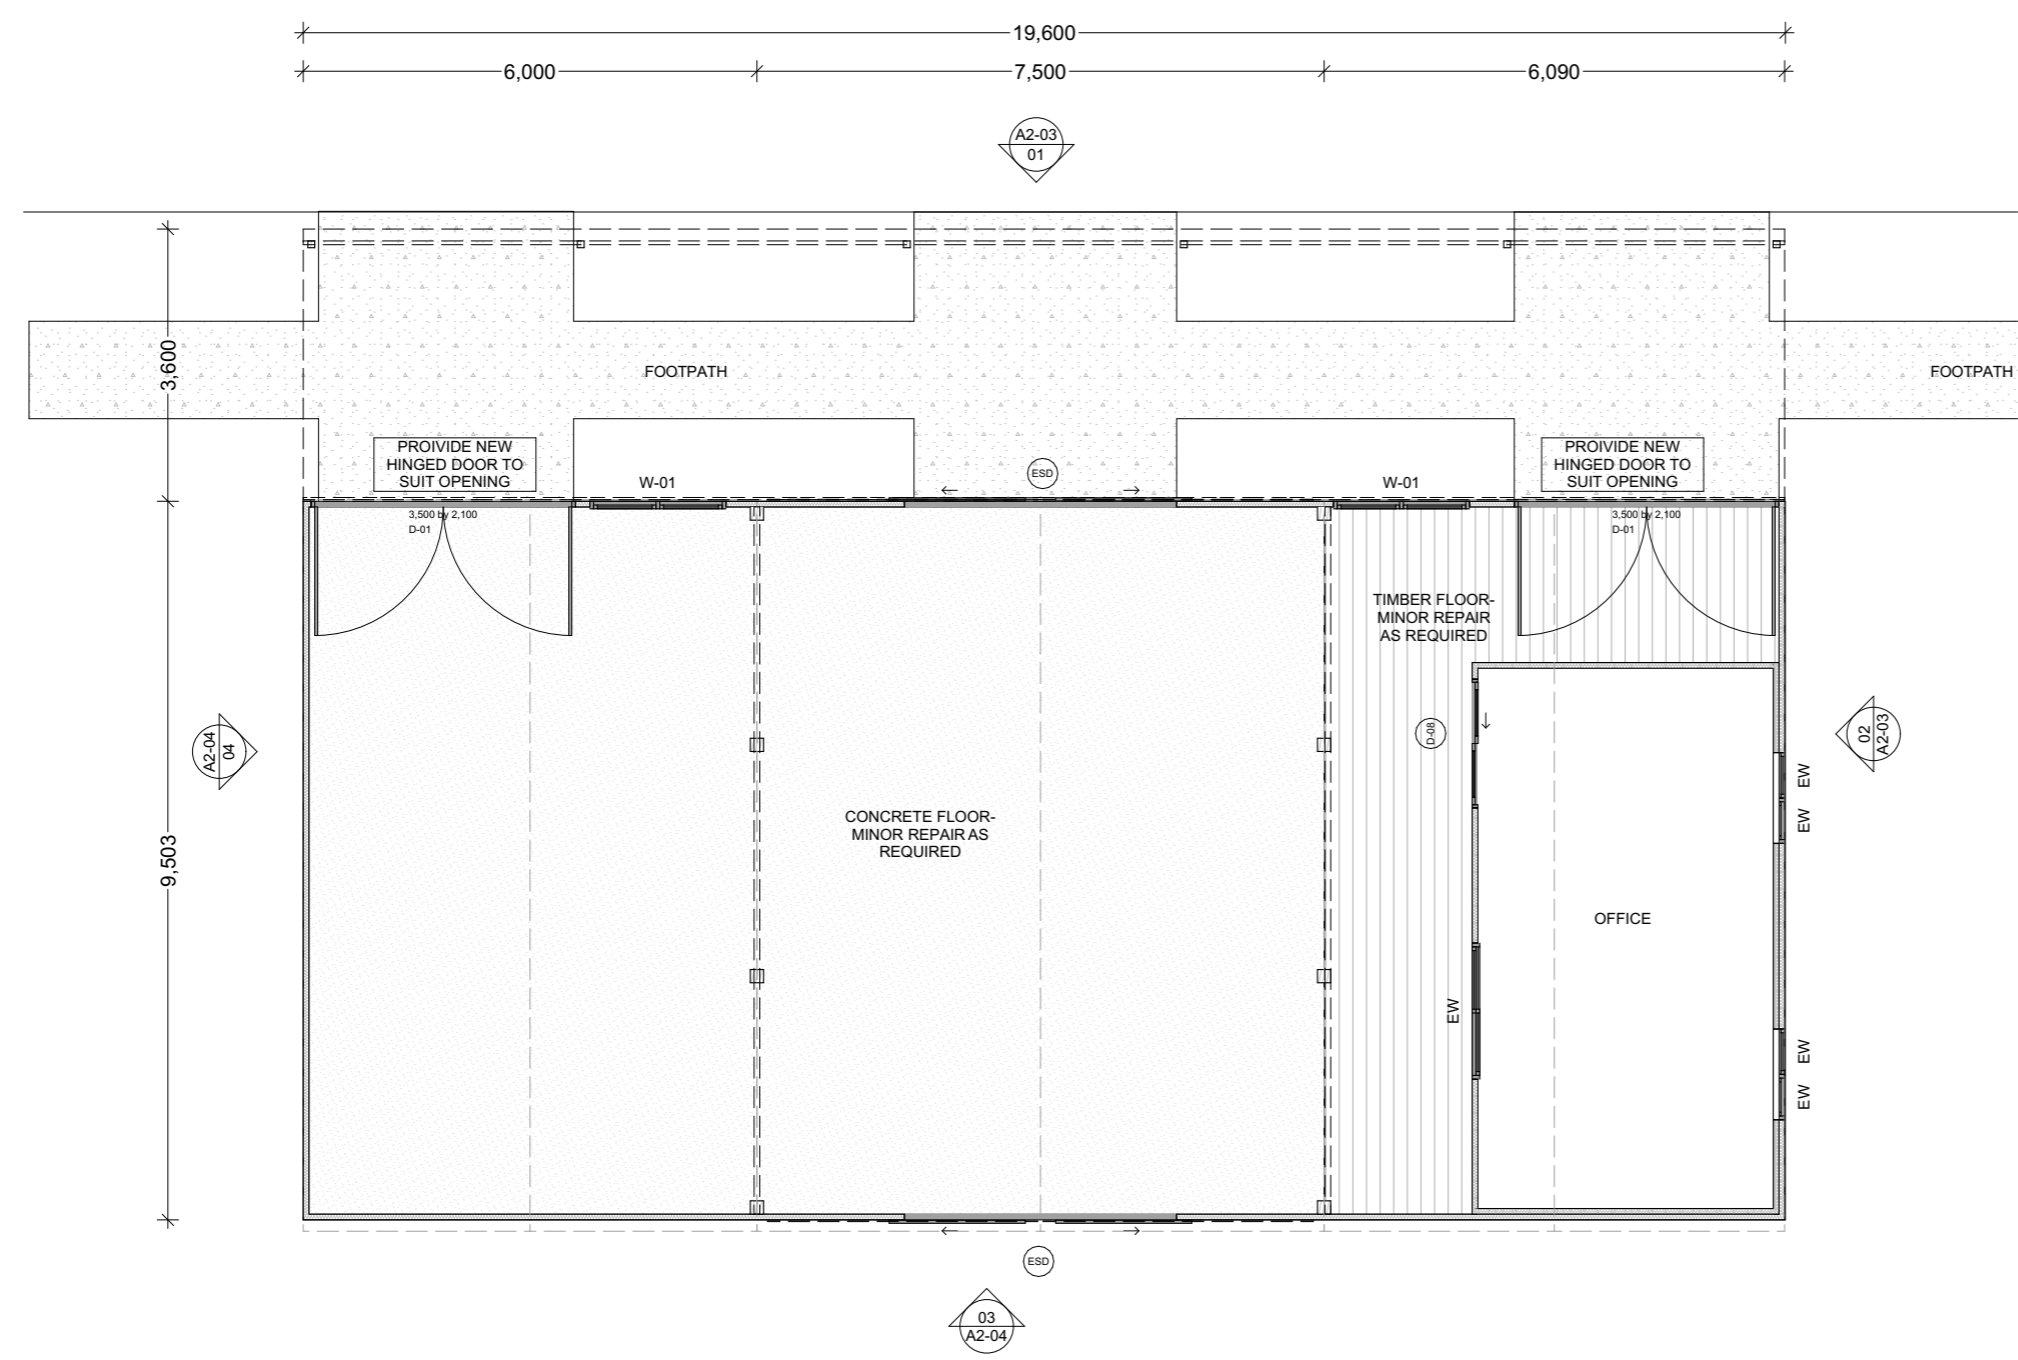 19,600
6,000
7,500
6,090
A2-03
01
3,600
FOOTPATH
FOOTPATH
PROIVIDE NEW
HINGED DOOR TO
SUIT OPENING
W-01
ESD
W-01
PROIVIDE NEW
HINGED DOOR TO
SUIT OPENING
3,500 by 2,100
D-01
3,500 by 2,100
D-01
TIMBER FLOOR-
MINOR REPAIR
AS REQUIRED
A2-04
04
D-08
02
A2-03
EW
EW
9,503
CONCRETE FLOOR-
MINOR REPAIR AS
REQUIRED
OFFICE
EW
EW
EW
ESD
03
A2-04